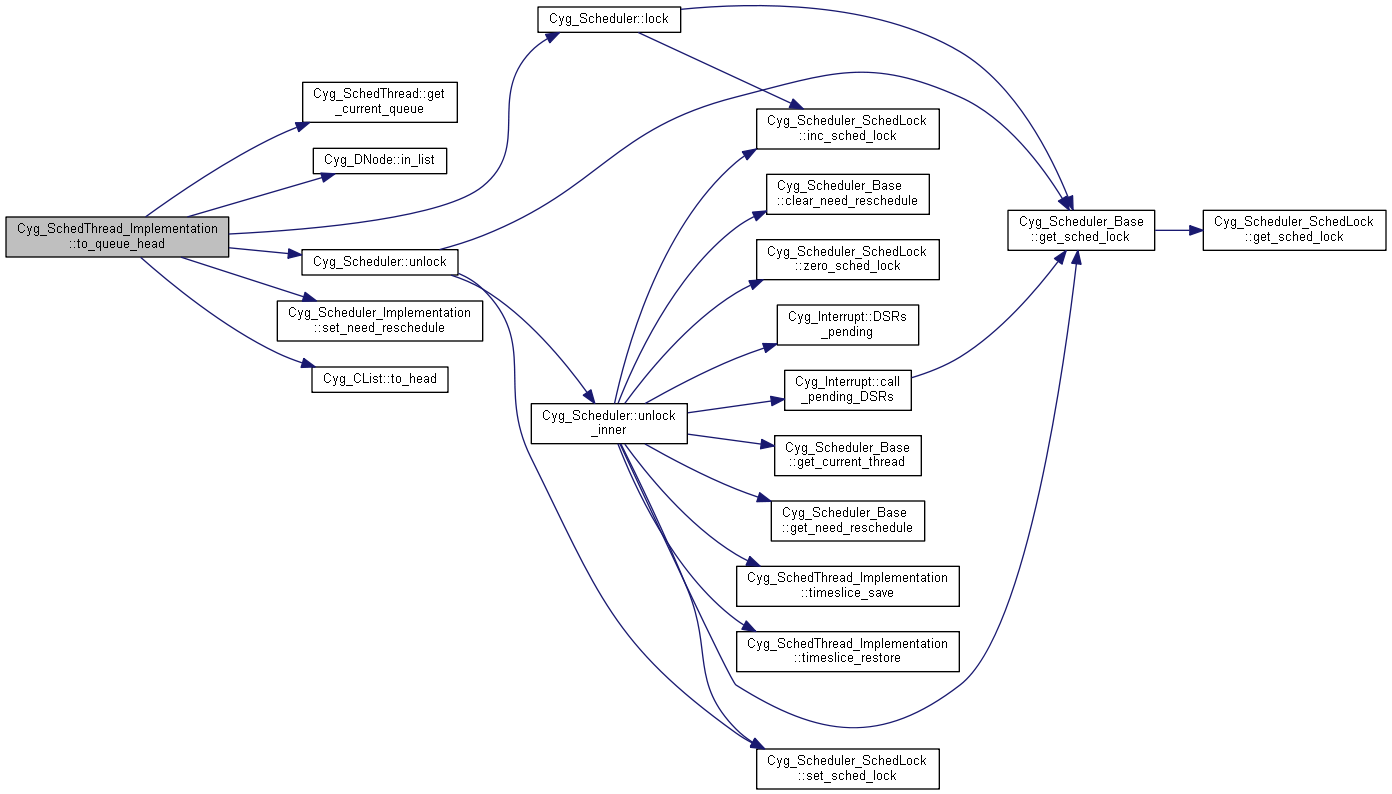 Cyg_SchedThread_Implementation
::to_queue_head
Cyg_SchedThread::get
_current_queue
Cyg_DNode::in_list
Cyg_Scheduler::unlock
Cyg_Scheduler_Implementation
::set_need_reschedule
Cyg_CList::to_head
Cyg_Scheduler::lock
Cyg_Scheduler::unlock
_inner
Cyg_Scheduler_SchedLock
::inc_sched_lock
Cyg_Scheduler_Base
::clear_need_reschedule
Cyg_Scheduler_SchedLock
::zero_sched_lock
Cyg_Interrupt::DSRs
_pending
Cyg_Interrupt::call
_pending_DSRs
Cyg_Scheduler_Base
::get_current_thread
Cyg_Scheduler_Base
::get_need_reschedule
Cyg_SchedThread_Implementation
::timeslice_save
Cyg_SchedThread_Implementation
::timeslice_restore
Cyg_Scheduler_SchedLock
::set_sched_lock
Cyg_Scheduler_Base
::get_sched_lock
Cyg_Scheduler_SchedLock
::get_sched_lock